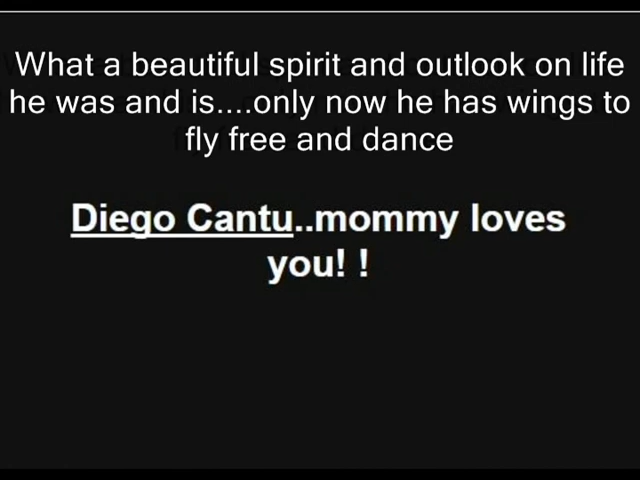 What a beautiful spirit and outlook on life
he was and is....only now he has wings to
fly free and dance
Diego Cantu..mommy loves
you! !